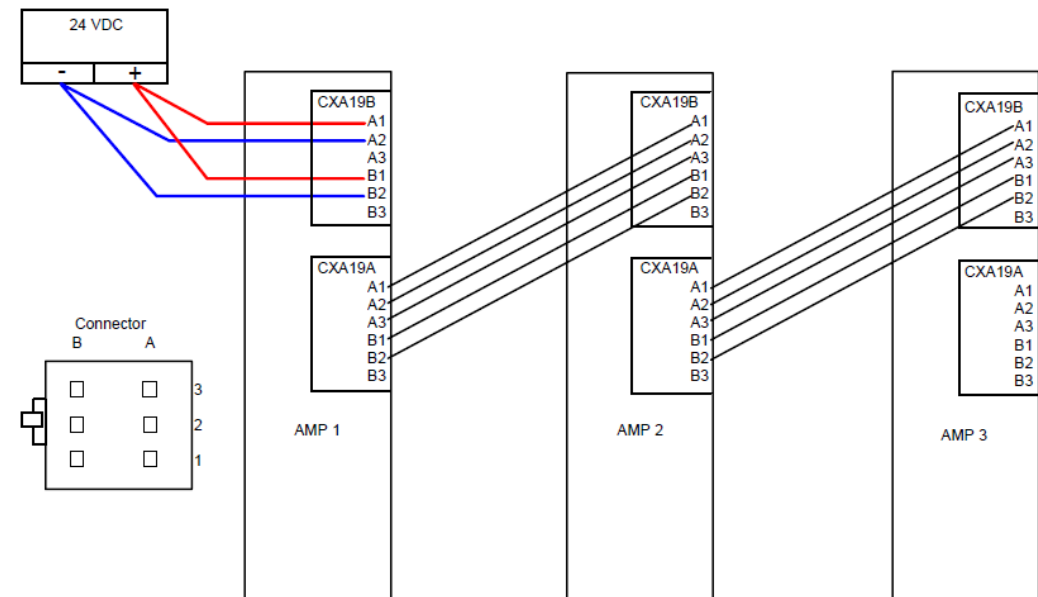 24 VDC
- +
CXA19B
A1
A2
A3
B1
B2
B3
CXA19A
A1
A2
A3
B1
B2
B3
AMP 1
CXA19B
A1
A2
A3
B1
B2
B3
CXA19A
A1
A2
A3
B1
B2
B3
AMP 2
CXA19B
A1
A2
A3
B1
B2
B3
CXA19A
A1
A2
A3
B1
B2
B3
AMP 3
Connector
B A
3
2
1